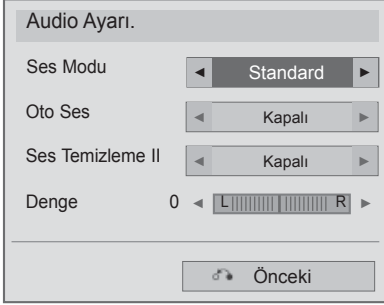 Audio Ayarı.
Ses Modu ◄ Standard ►
Oto Ses ◄ Kapalı ►
Ses Temizleme II ◄ Kapalı ►
Denge 0 ◄ L R ►
Önceki